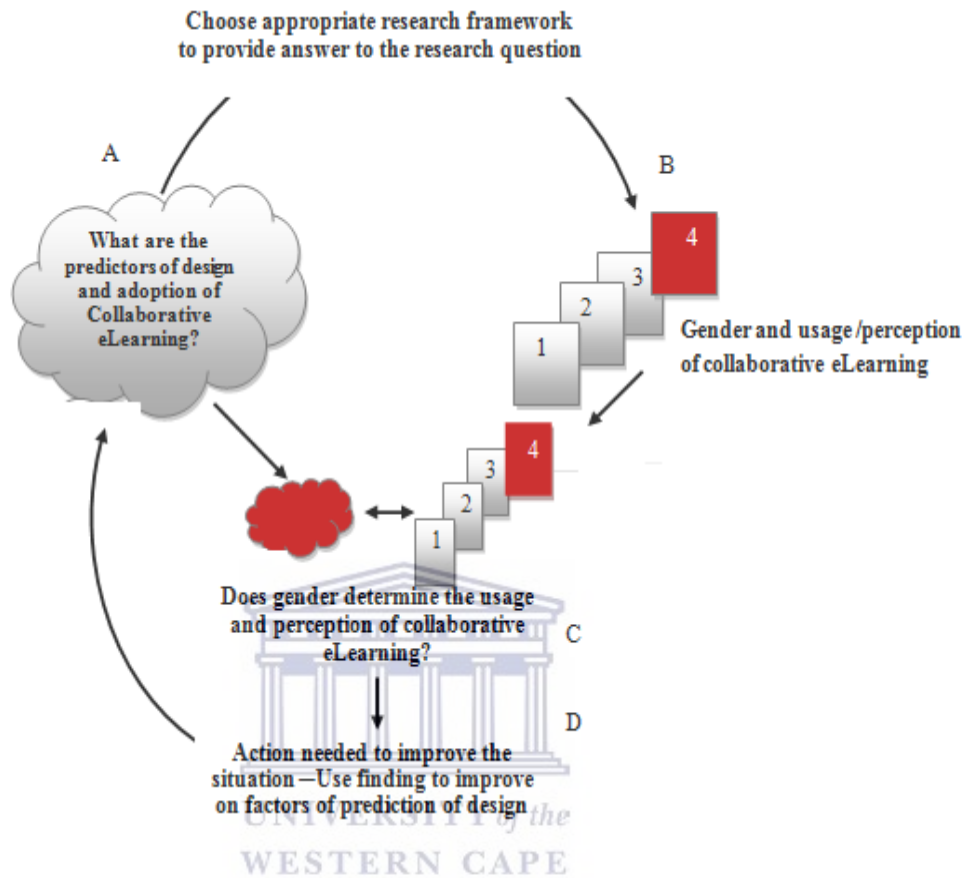 Choose appropriate research framework
to provide answer to the research question
A
B
What are the
predictors of design
and adoption of
Collaborative
eLearning?
4
3
2
1
Gender and usage/perception
of collaborative eLearning
4
3
2
1
Does gender determine the usage
and perception of collaborative
eLearning?
C
D
Action needed to improve the
situation—Use finding to improve
on factors of prediction of design
UNIVERSITY of the
WESTERN CAPE